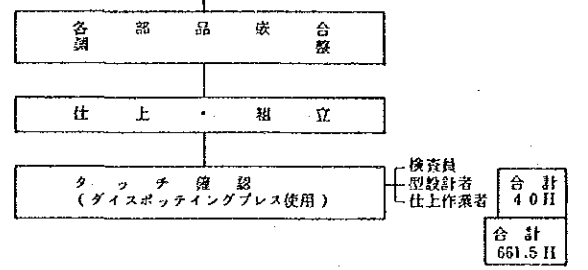 各部品嵌合
調整
仕上・組立
タッチ確認
(ダイスポッティングプレス使用)
検査員
型設計者
仕上作業者
合計
40H
合計
661.5H